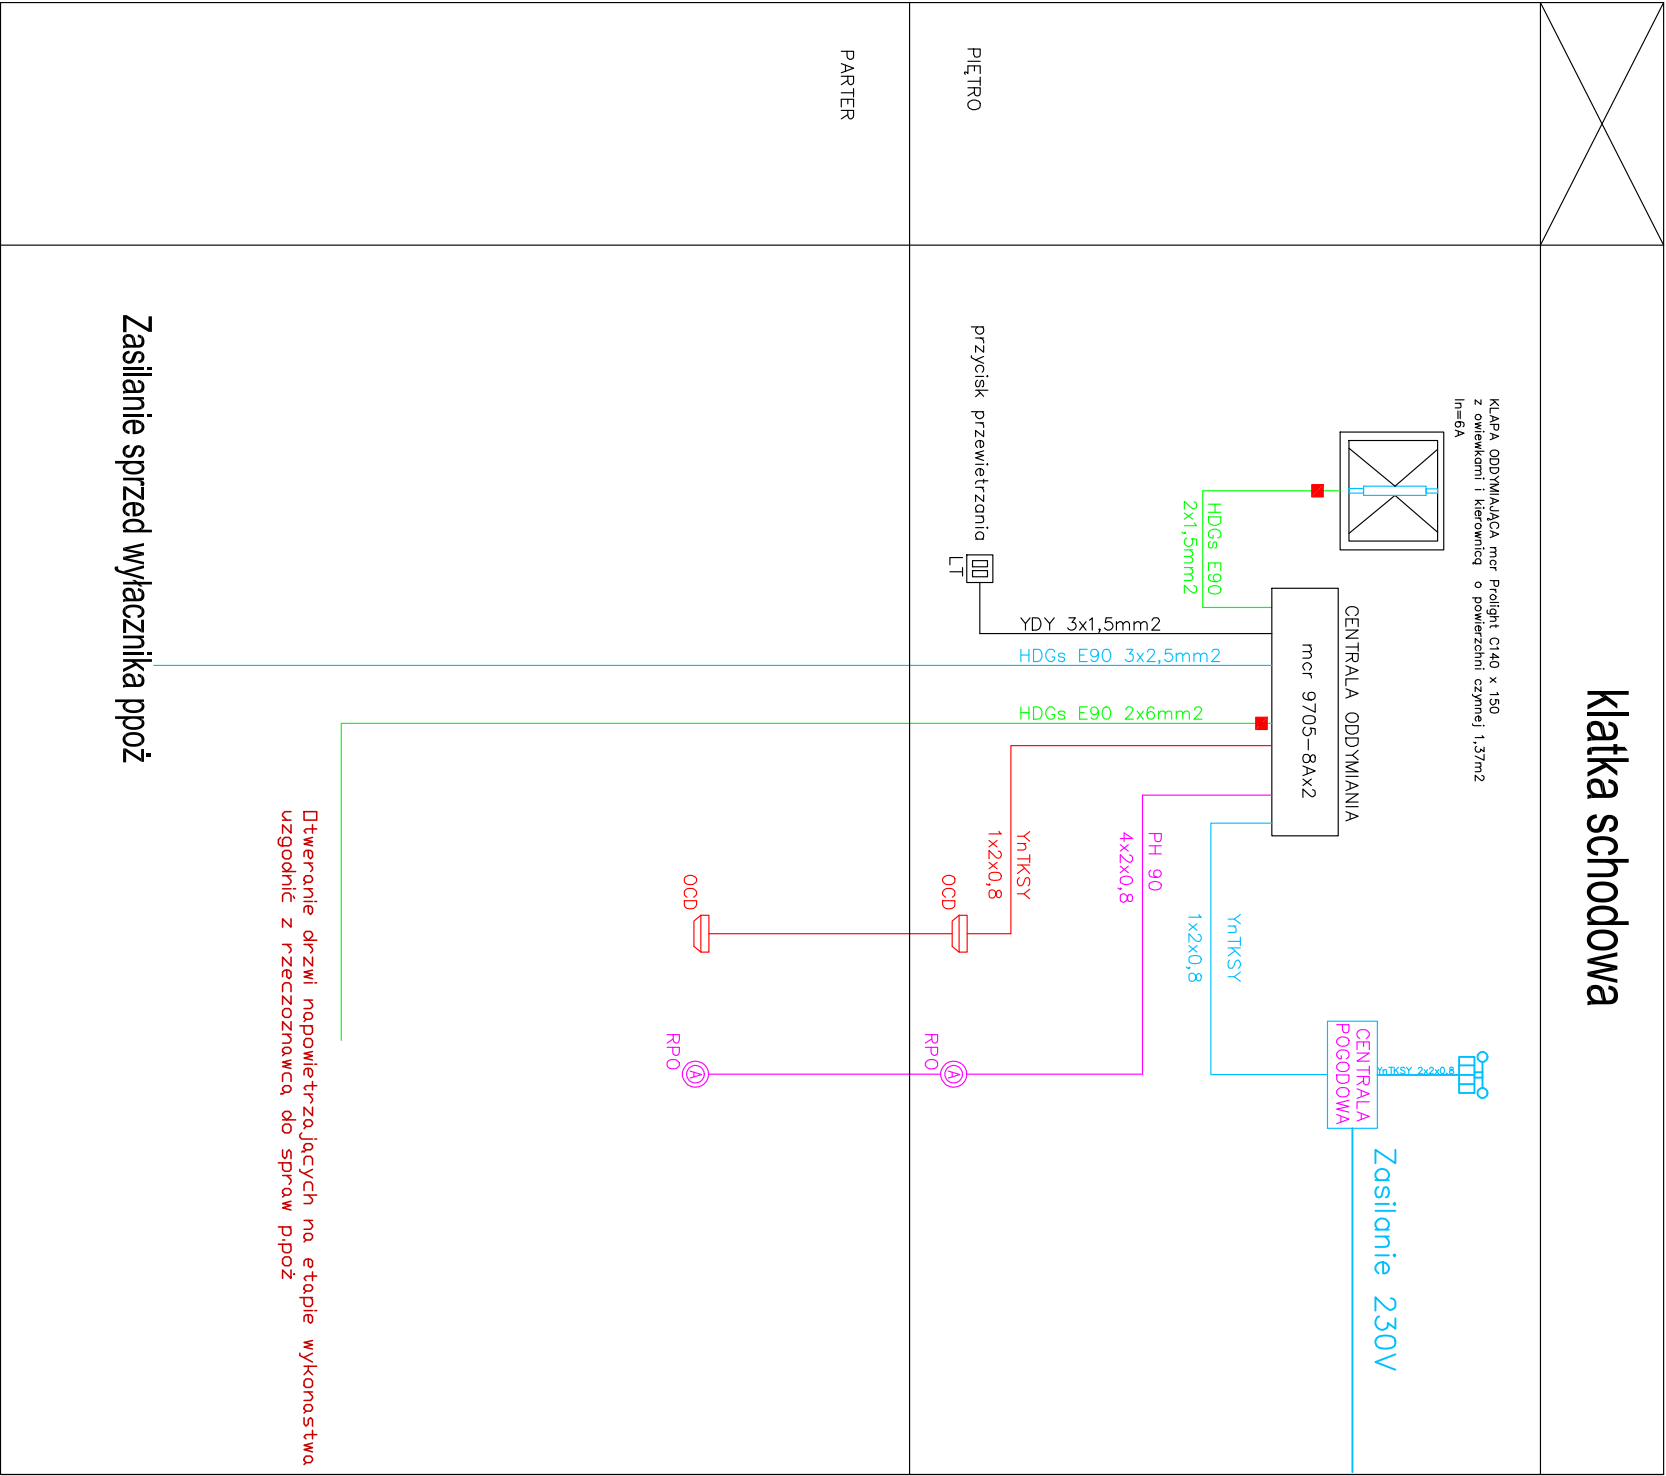 klatka schodowa
KLAPA ODDYMIAJĄCA mcr Prolight C140 x 150
z owiewkami i kierownicą o powierzchni czynnej 1,37m2
In=6A
Zasilanie 230V
YnTKSY 2x2x0,8
CENTRALA
POGODOWA
CENTRALA ODDYMIANIA
mcr 9705-8Ax2
HDGs E90
2x1,5mm2
YnTKSY
1x2x0,8
PH 90
4x2x0,8
YnTKSY
1x2x0,8
YDY 3x1,5mm2
HDGs E90 3x2,5mm2
HDGs E90 2x6mm2
PIĘTRO
przycisk przewietrzania
LT
OCD
RPO
A
PARTER
OCD
RPO
A
Otweranie drzwi napowietrzających na etapie wykonastwa
uzgodnić z rzeczoznawcą do spraw p.poż
Zasilanie sprzed wyłacznika ppoż